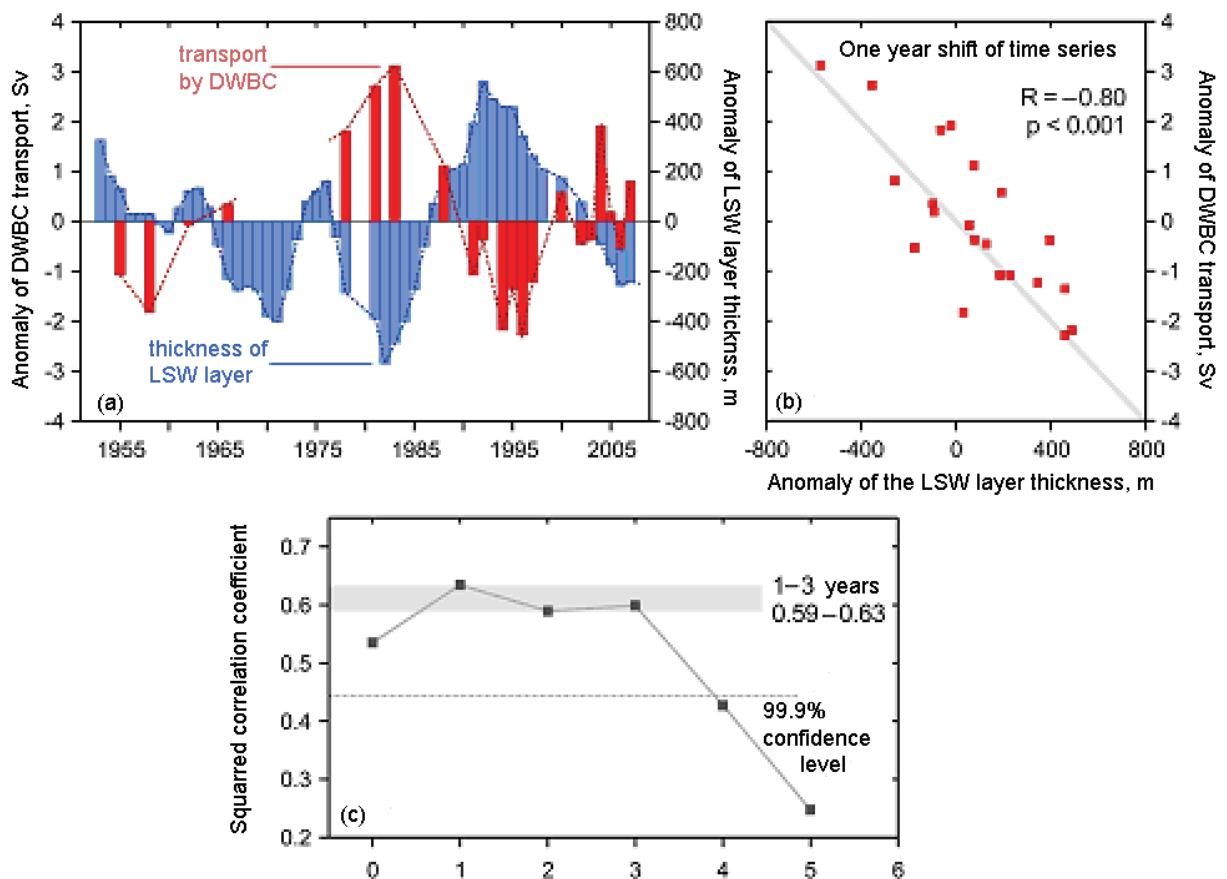 Anomaly of DWBC transport, Sv
4
3
2
1
0
-1
-2
-3
-4
transport
by DWBC
thickness of
LSW layer
(a)
1955
1965
1975
1985
1995
2005
800
600
400
200
0
-200
-400
-600
-800
Anomaly of LSW layer thicknss, m
One year shift of time series
R = −0.80
p < 0.001
(b)
4
3
2
1
0
-1
-2
-3
-4
Anomaly of DWBC transport, Sv
-800
-400
0
400
800
Anomaly of the LSW layer thickness, m
Squarred correlation coefficient
0.7
0.6
0.5
0.4
0.3
0.2
1−3 years
0.59−0.63
99.9%
confidence
level
(c)
0
1
2
3
4
5
6